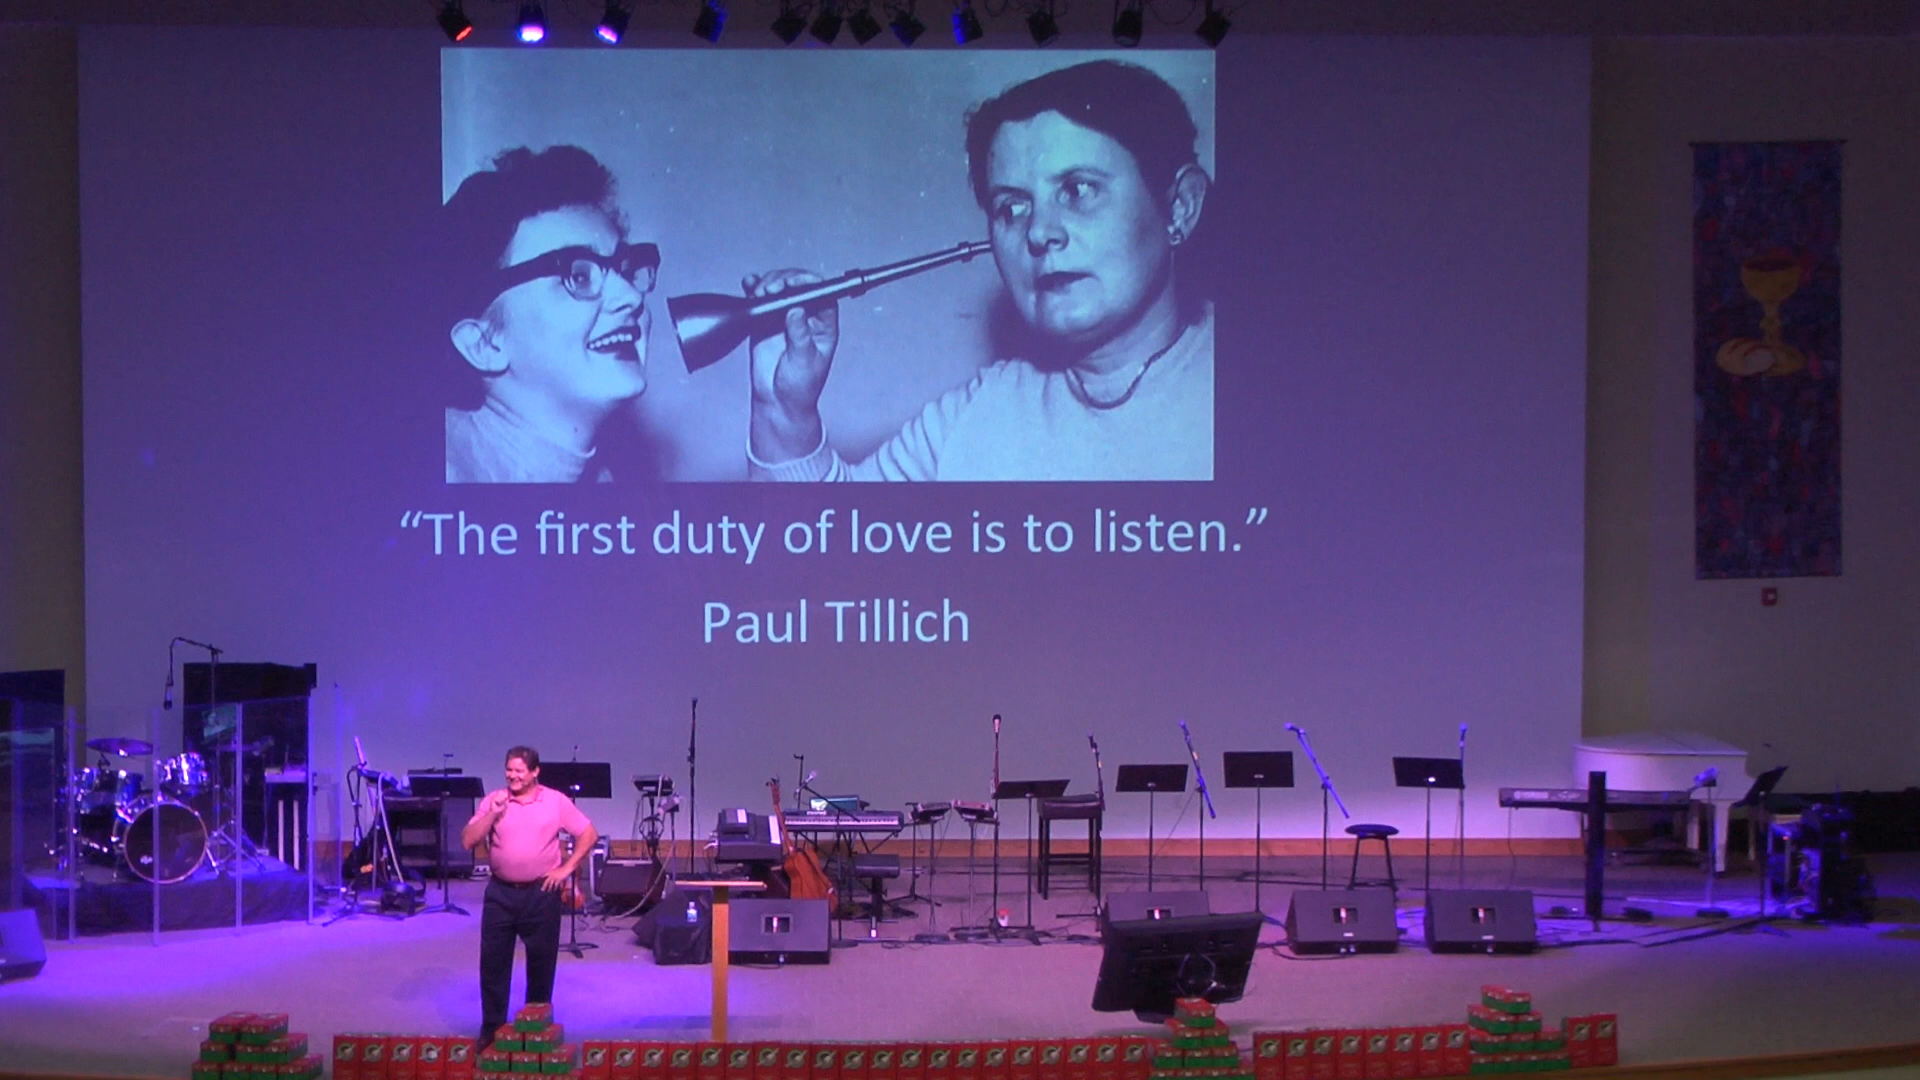 “The first duty of love is to listen.”
Paul Tillich